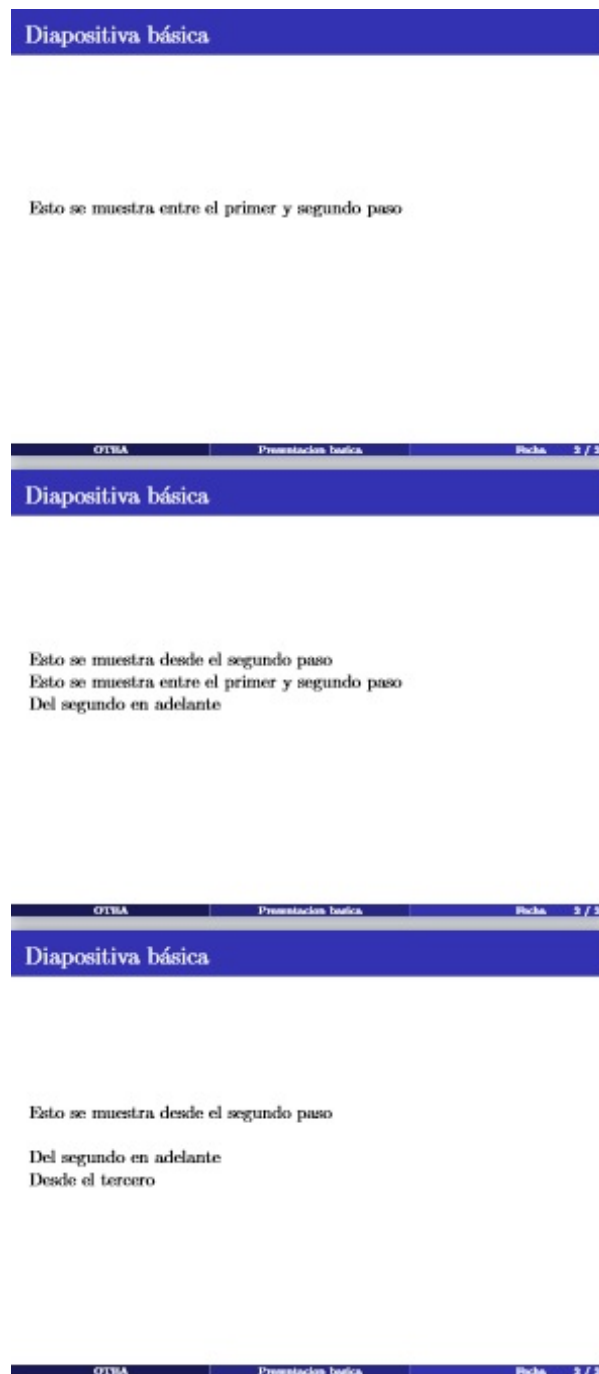 Diapositiva básica
Esto se muestra entre el primer y segundo paso
OTRA Presentacion basica Fecha 2 /
Diapositiva básica
Esto se muestra desde el segundo paso
Esto se muestra entre el primer y segundo paso
Del segundo en adelante
OTRA Presentacion basica Fecha 2 /
Diapositiva básica
Esto se muestra desde el segundo paso
Del segundo en adelante
Desde el tercero
OTRA Presentacion basica Fecha 2 /